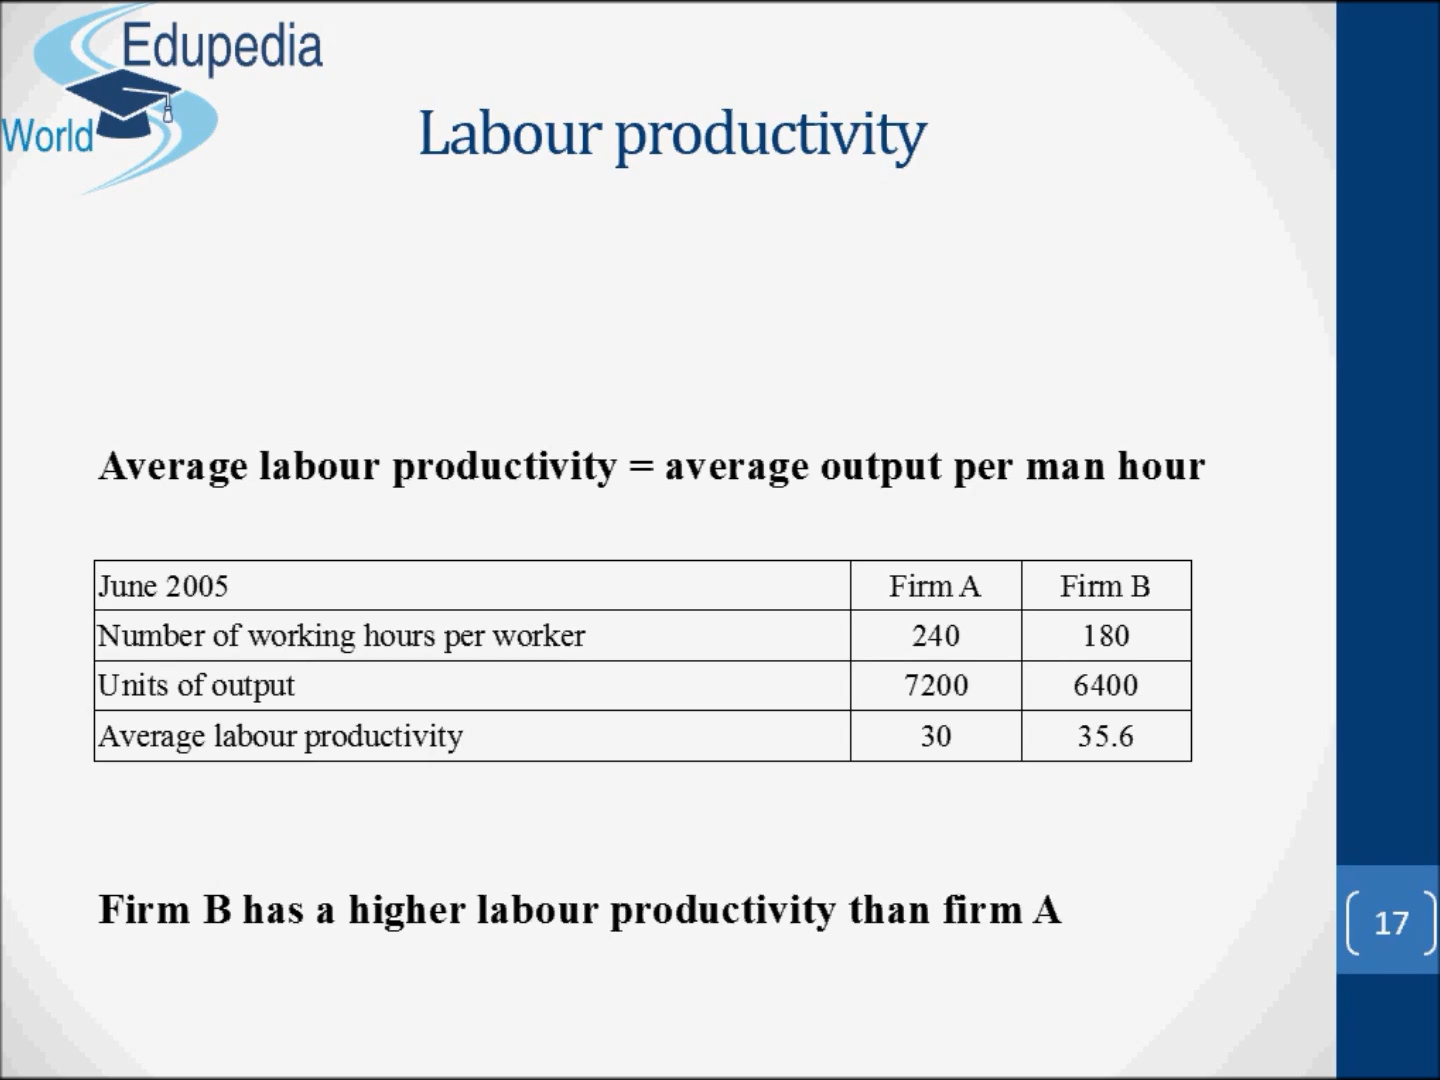 Edupedia
World
Labour productivity
Average labour productivity = average output per man hour
June 2005 Firm A Firm B
Number of working hours per worker 240 180
Units of output 7200 6400
Average labour productivity 30 35.6
Firm B has a higher labour productivity than firm A
17